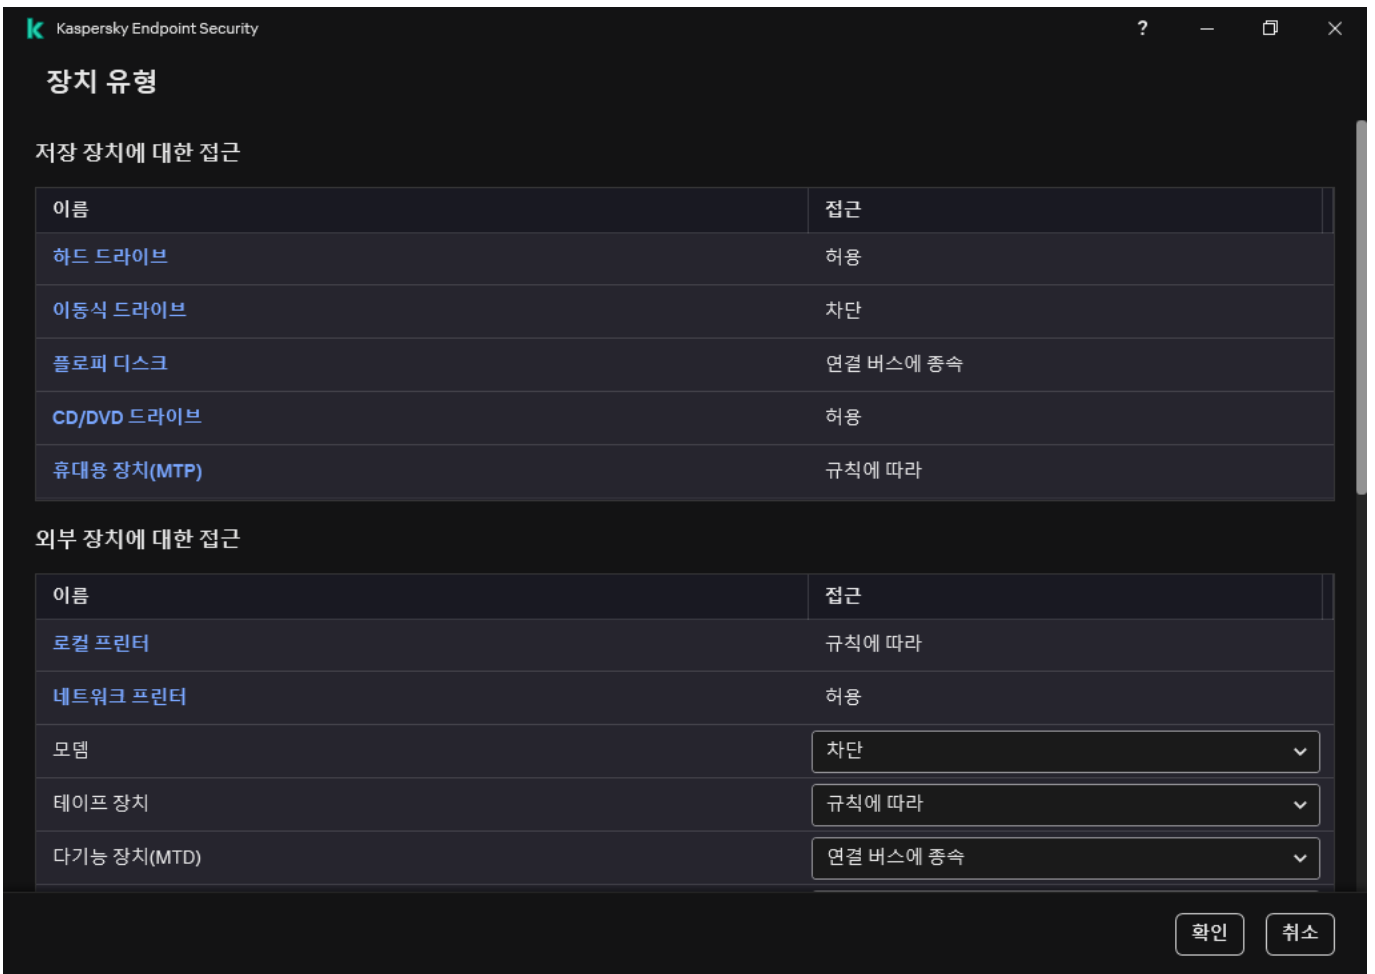 Kaspersky Endpoint Security
?
장치 유형
저장 장치에 대한 접근
이름 접근
하드 드라이브 허용
이동식 드라이브 차단
플로피 디스크 연결 버스에 종속
CD/DVD 드라이브 허용
휴대용 장치(MTP) 규칙에 따라
외부 장치에 대한 접근
이름 접근
로컬 프린터 규칙에 따라
네트워크 프린터 허용
모뎀 차단
테이프 장치 규칙에 따라
다기능 장치(MTD) 연결 버스에 종속
확인 취소